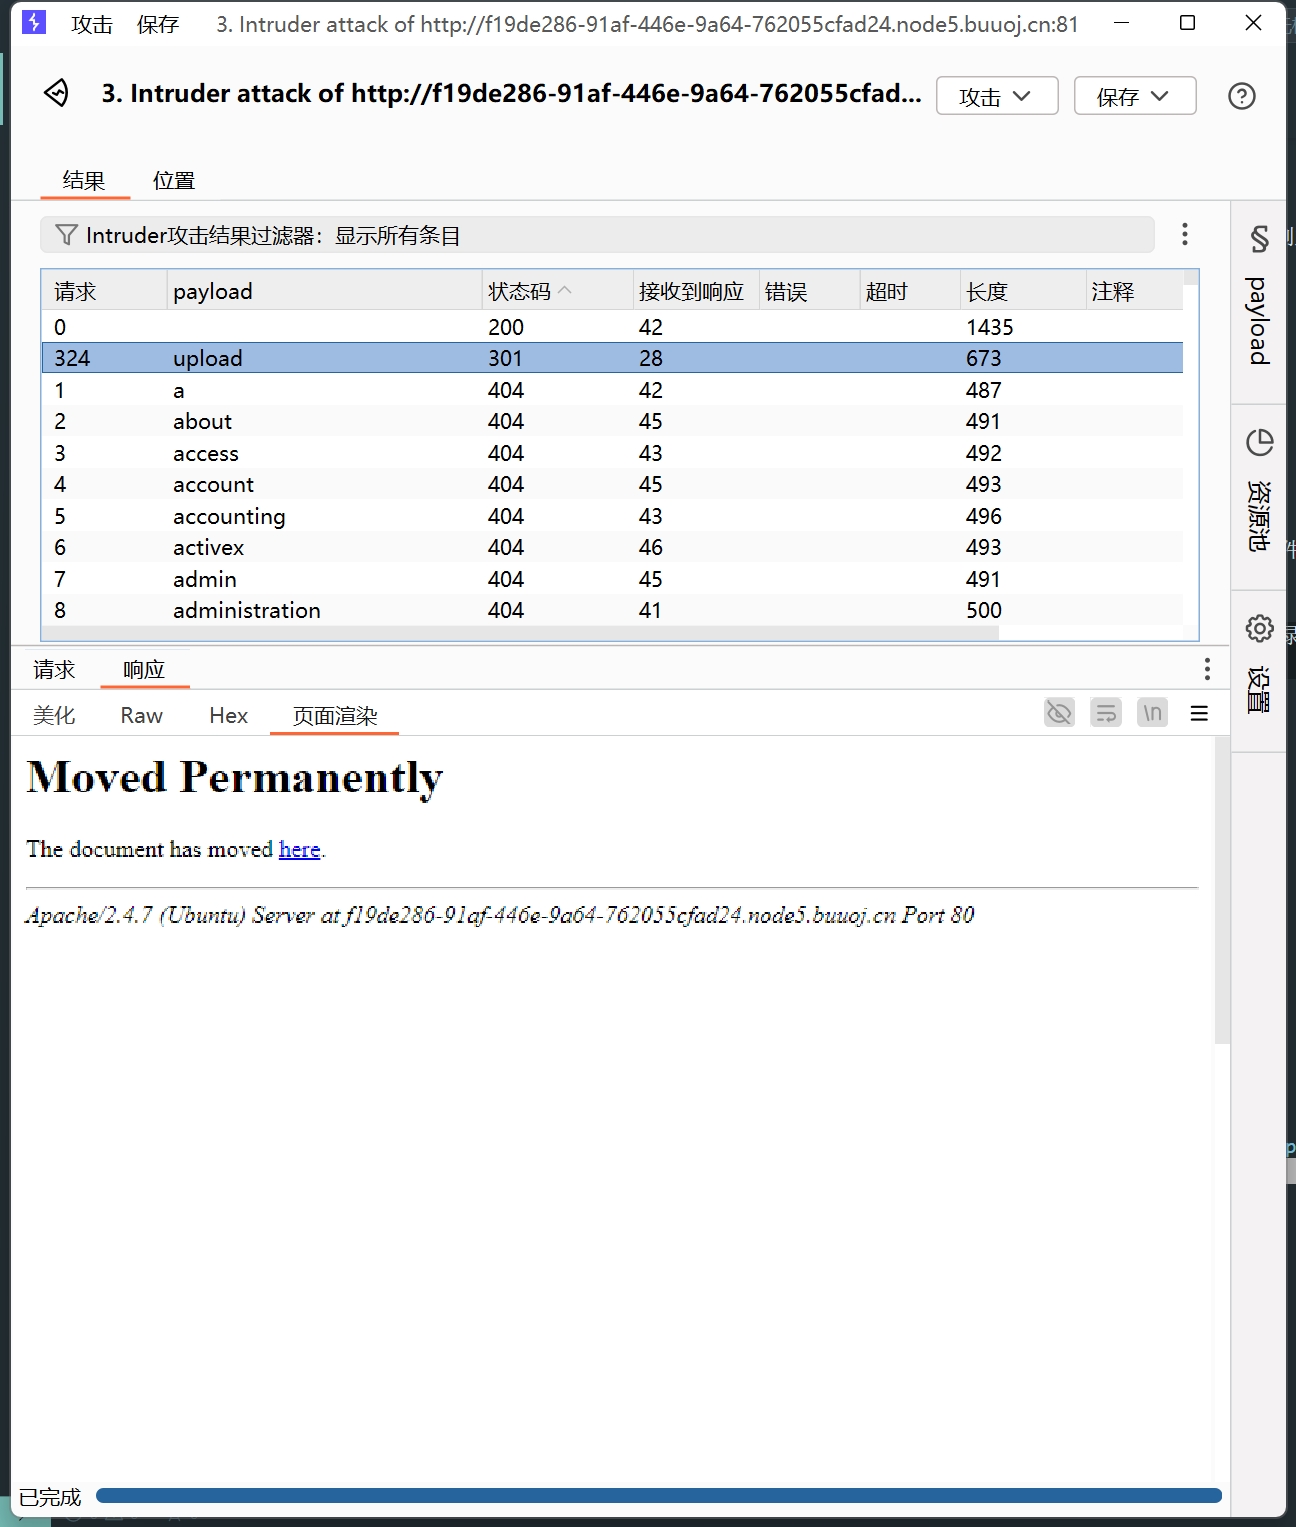 攻击 保存 3. Intruder attack of http://f19de286-91af-446e-9a64-762055cfad24.node5.buuoj.cn:81
3. Intruder attack of http://f19de286-91af-446e-9a64-762055cfad... 攻击 保存
结果 位置
Intruder攻击结果过滤器：显示所有条目
请求 payload 状态码 接收到响应 错误 超时 长度 注释
0 200 42 1435
324 upload 301 28 673
1 a 404 42 487
2 about 404 45 491
3 access 404 43 492
4 account 404 45 493
5 accounting 404 43 496
6 activex 404 46 493
7 admin 404 45 491
8 administration 404 41 500
payload
资源池
设置
请求 响应
美化 Raw Hex 页面渲染 \n
Moved Permanently
The document has moved here.
Apache/2.4.7 (Ubuntu) Server at f19de286-91af-446e-9a64-762055cfad24.node5.buuoj.cn Port 80
已完成